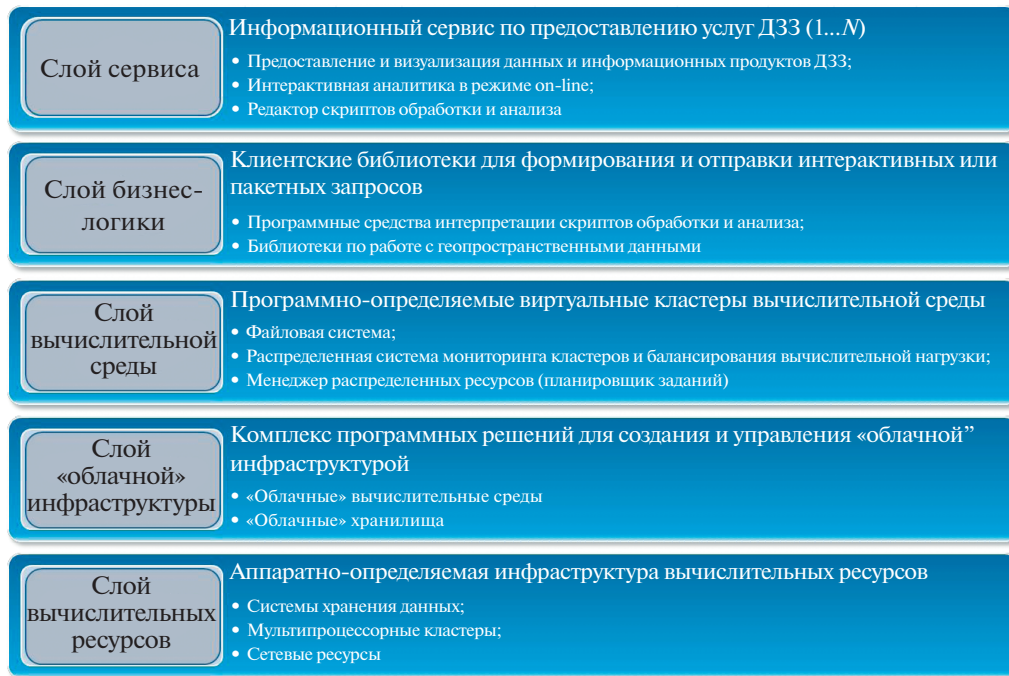 Слой сервиса
Информационный сервис по предоставлению услуг ДЗЗ (1...N)
• Предоставление и визуализация данных и информационных продуктов ДЗЗ;
• Интерактивная аналитика в режиме on-line;
• Редактор скриптов обработки и анализа
Слой бизнес-
логики
Клиентские библиотеки для формирования и отправки интерактивных или
пакетных запросов
• Программные средства интерпретации скриптов обработки и анализа;
• Библиотеки по работе с геопространственными данными
Слой
вычислительной
среды
Программно-определяемые виртуальные кластеры вычислительной среды
• Файловая система;
• Распределенная система мониторинга кластеров и балансирования вычислительной нагрузки;
• Менеджер распределенных ресурсов (планировщик заданий)
Слой
«облачной»
инфраструктуры
Комплекс программных решений для создания и управления «облачной”
инфраструктурой
• «Облачные» вычислительные среды
• «Облачные» хранилища
Слой
вычислительных
ресурсов
Аппаратно-определяемая инфраструктура вычислительных ресурсов
• Системы хранения данных;
• Мультипроцессорные кластеры;
• Сетевые ресурсы